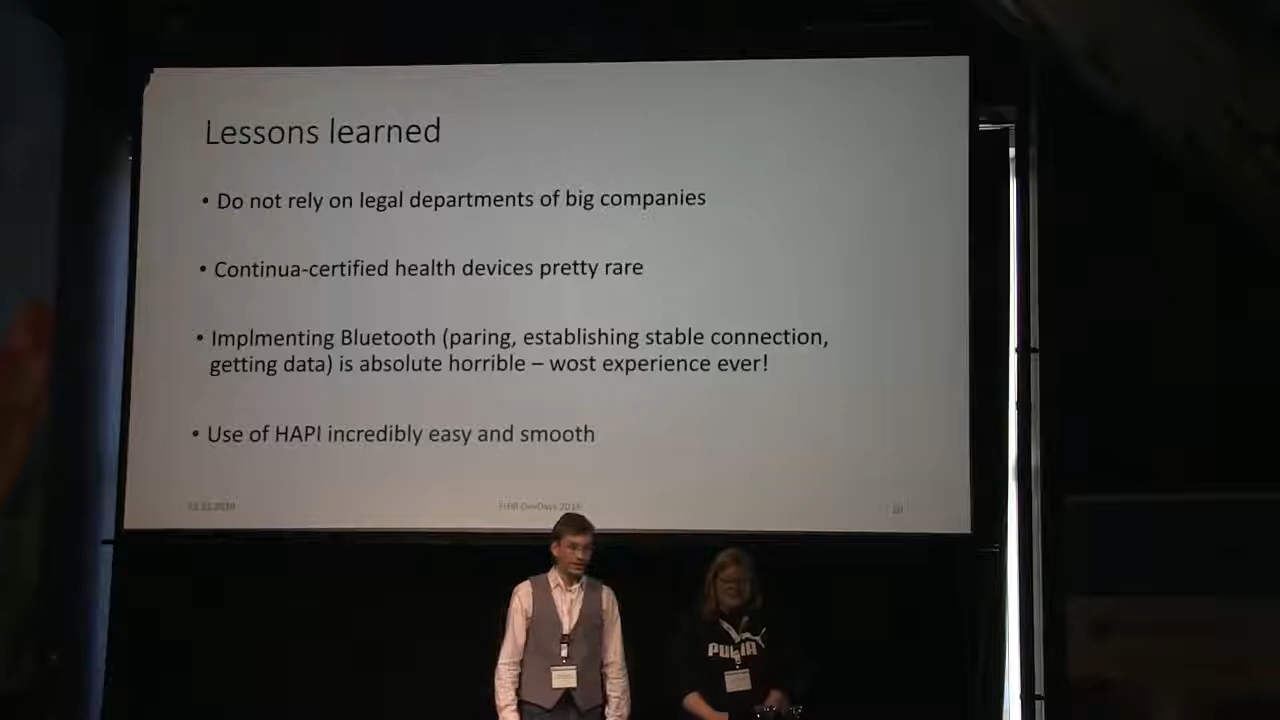 Lessons learned
• Do not rely on legal departments of big companies
• Continua-certified health devices pretty rare
• Implmenting Bluetooth (paring, establishing stable connection,
getting data) is absolute horrible – wost experience ever!
• Use of HAPI incredibly easy and smooth
FHIR DevDays 2018
PUMA